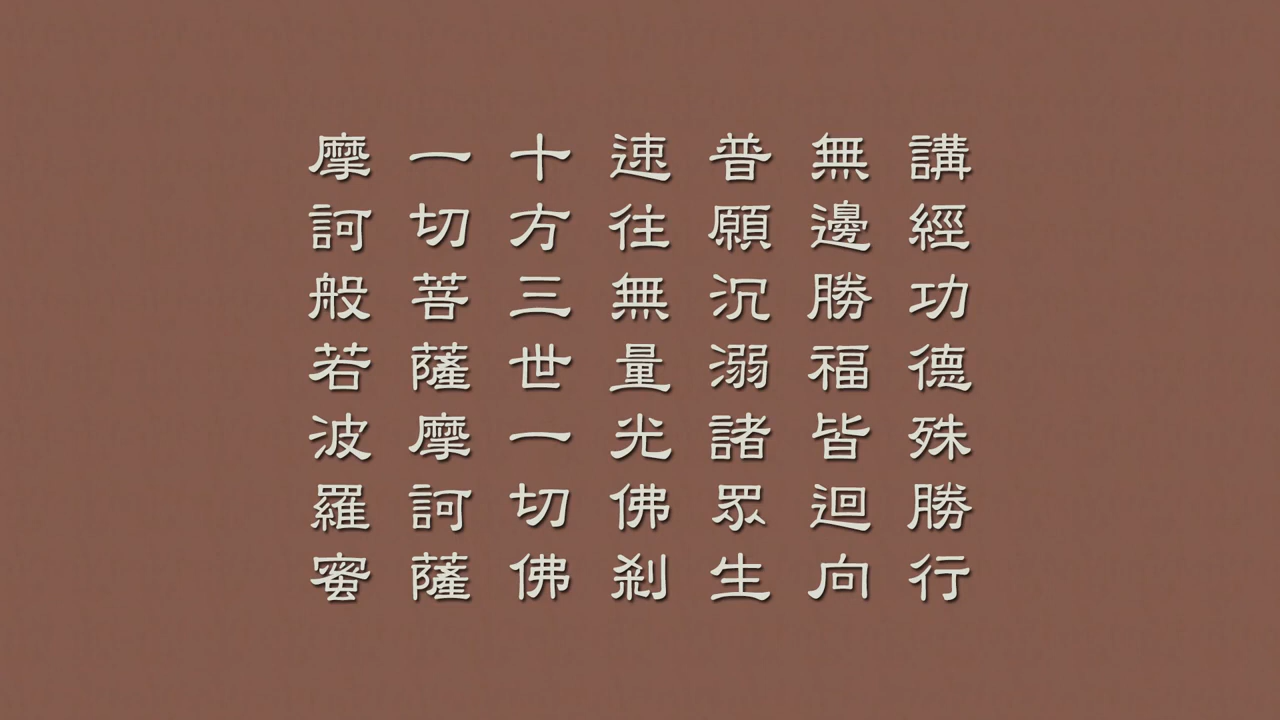 講經功德殊勝行
無邊勝福皆迴向
普願沉溺諸眾生
速往無量光佛剎
十方三世一切佛
一切菩薩摩訶薩
摩訶般若波羅蜜